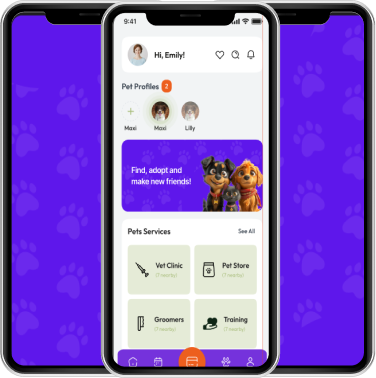 9:41
Hi, Emily!
Pet Profiles 2
Maxi Maxi Lilly
Find, adopt and
make new friends!
Pets Services See All
Vet Clinic
(7 nearby)
Pet Store
(7 nearby)
Groomers
(7 nearby)
Training
(7 nearby)